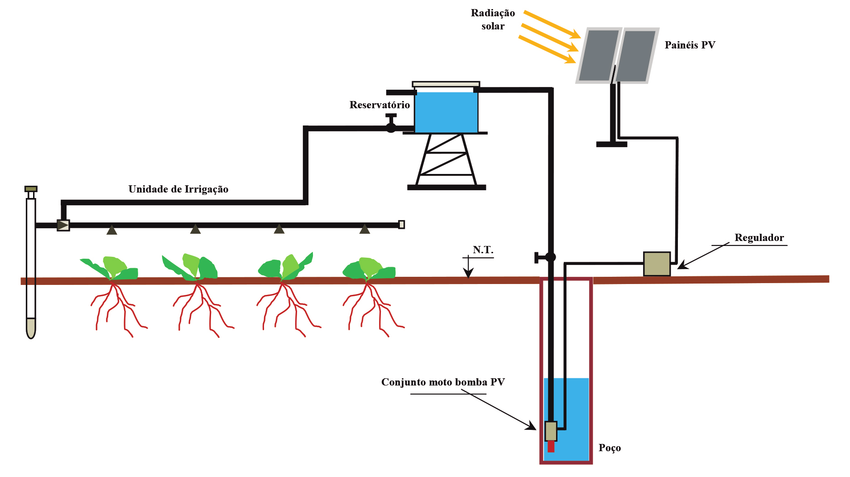 Radiação
solar
Painéis PV
Reservatório
Unidade de Irrigação
N.T.
Regulador
Conjunto moto bomba PV
Poço